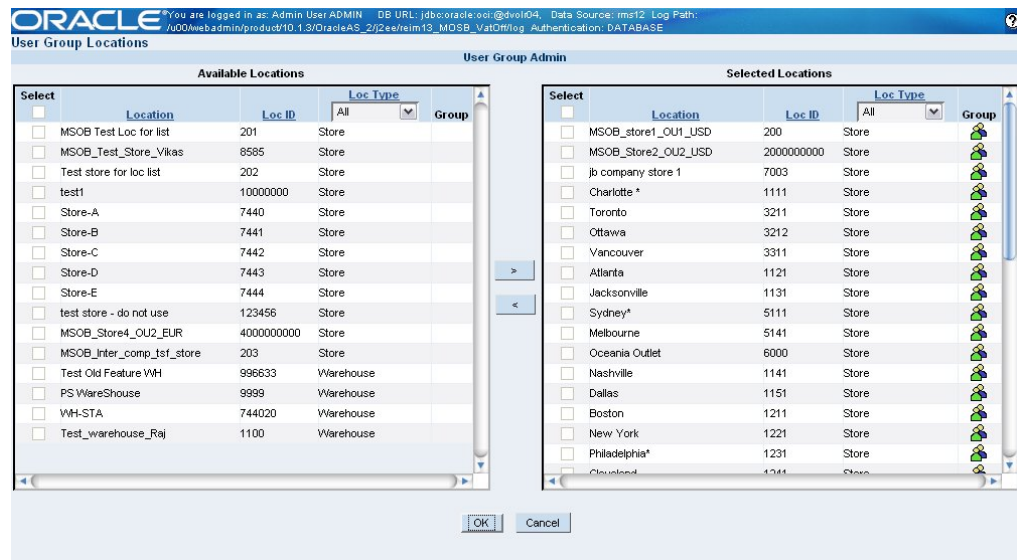 ORACLE® You are logged in as: Admin User ADMIN DB URL: jdbc:oracle:oci:@dvolr04, Data Source: rms12 Log Path:
/u00/webadmin/product/10.1.3/OracleAS_2/j2ee/reim13_MOSB_VatOff/log Authentication: DATABASE
User Group Locations
User Group Admin
Available Locations
Select Location Loc ID Loc Type Group
All
MSOB Test Loc for list 201 Store
MSOB_Test_Store_Vikas 8585 Store
Test store for loc list 202 Store
test1 10000000 Store
Store-A 7440 Store
Store-B 7441 Store
Store-C 7442 Store
Store-D 7443 Store
Store-E 7444 Store
test store - do not use 123456 Store
MSOB_Store4_OU2_EUR 4000000000 Store
MSOB_Inter_comp_tsf_store 203 Store
Test Old Feature WH 996633 Warehouse
PS WareShouse 9999 Warehouse
WH-STA 744020 Warehouse
Test_warehouse_Raj 1100 Warehouse
>
<
Selected Locations
Select Location Loc ID Loc Type Group
All
MSOB_store1_OU1_USD 200 Store
MSOB_Store2_OU2_USD 2000000000 Store
jb company store 1 7003 Store
Charlotte * 1111 Store
Toronto 3211 Store
Ottawa 3212 Store
Vancouver 3311 Store
Atlanta 1121 Store
Jacksonville 1131 Store
Sydney* 5111 Store
Melbourne 5141 Store
Oceania Outlet 6000 Store
Nashville 1141 Store
Dallas 1151 Store
Boston 1211 Store
New York 1221 Store
Philadelphia* 1231 Store
Cleveland 1241 Store
OK Cancel